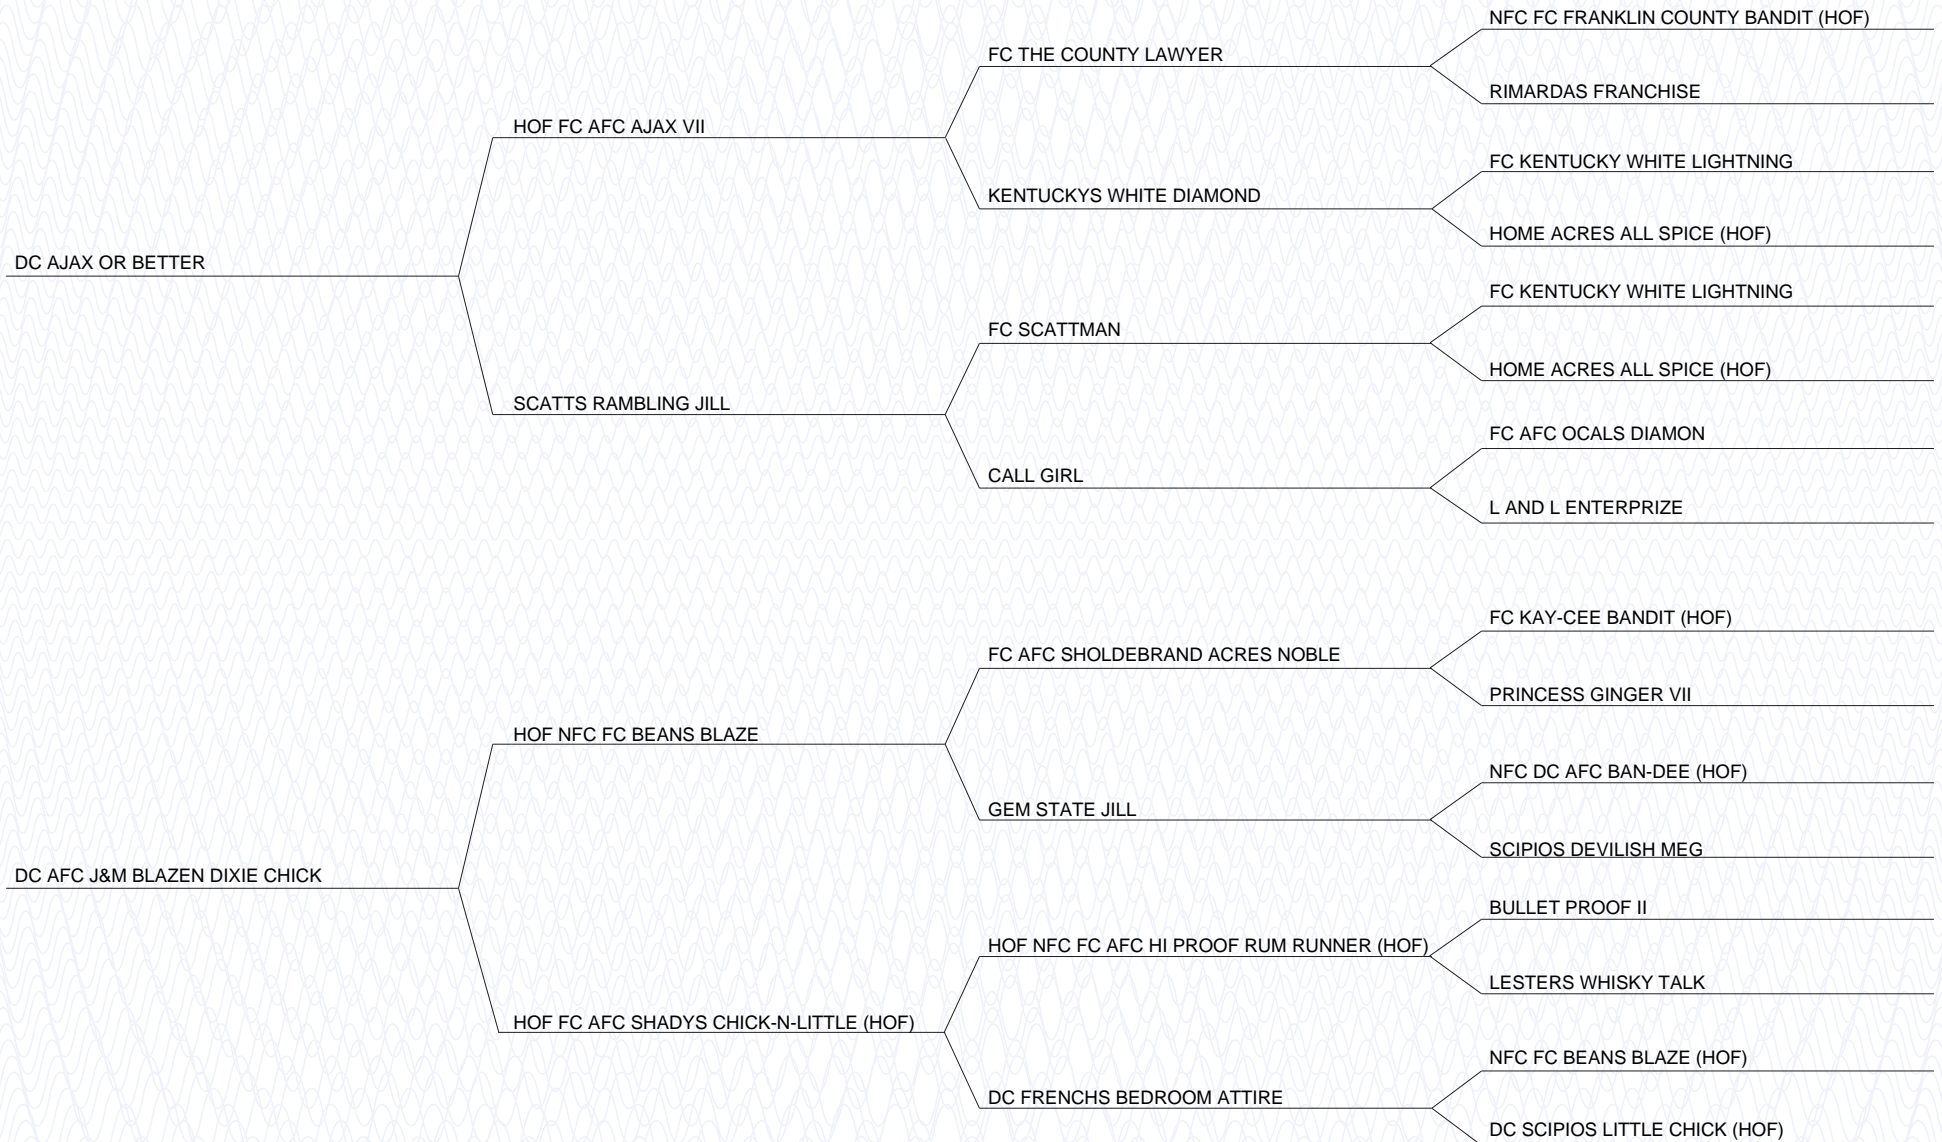 NFC FC FRANKLIN COUNTY BANDIT (HOF)
FC THE COUNTY LAWYER
RIMARDAS FRANCHISE
HOF FC AFC AJAX VII
FC KENTUCKY WHITE LIGHTNING
KENTUCKYS WHITE DIAMOND
HOME ACRES ALL SPICE (HOF)
DC AJAX OR BETTER
FC KENTUCKY WHITE LIGHTNING
FC SCATTMAN
HOME ACRES ALL SPICE (HOF)
SCATTS RAMBLING JILL
FC AFC OCALS DIAMON
CALL GIRL
L AND L ENTERPRIZE
FC KAY-CEE BANDIT (HOF)
FC AFC SHOLDEBRAND ACRES NOBLE
PRINCESS GINGER VII
HOF NFC FC BEANS BLAZE
NFC DC AFC BAN-DEE (HOF)
GEM STATE JILL
SCIPIOS DEVILISH MEG
DC AFC J&M BLAZEN DIXIE CHICK
BULLET PROOF II
HOF NFC FC AFC HI PROOF RUM RUNNER (HOF)
LESTERS WHISKY TALK
HOF FC AFC SHADYS CHICK-N-LITTLE (HOF)
NFC FC BEANS BLAZE (HOF)
DC FRENCHS BEDROOM ATTIRE
DC SCIPIOS LITTLE CHICK (HOF)